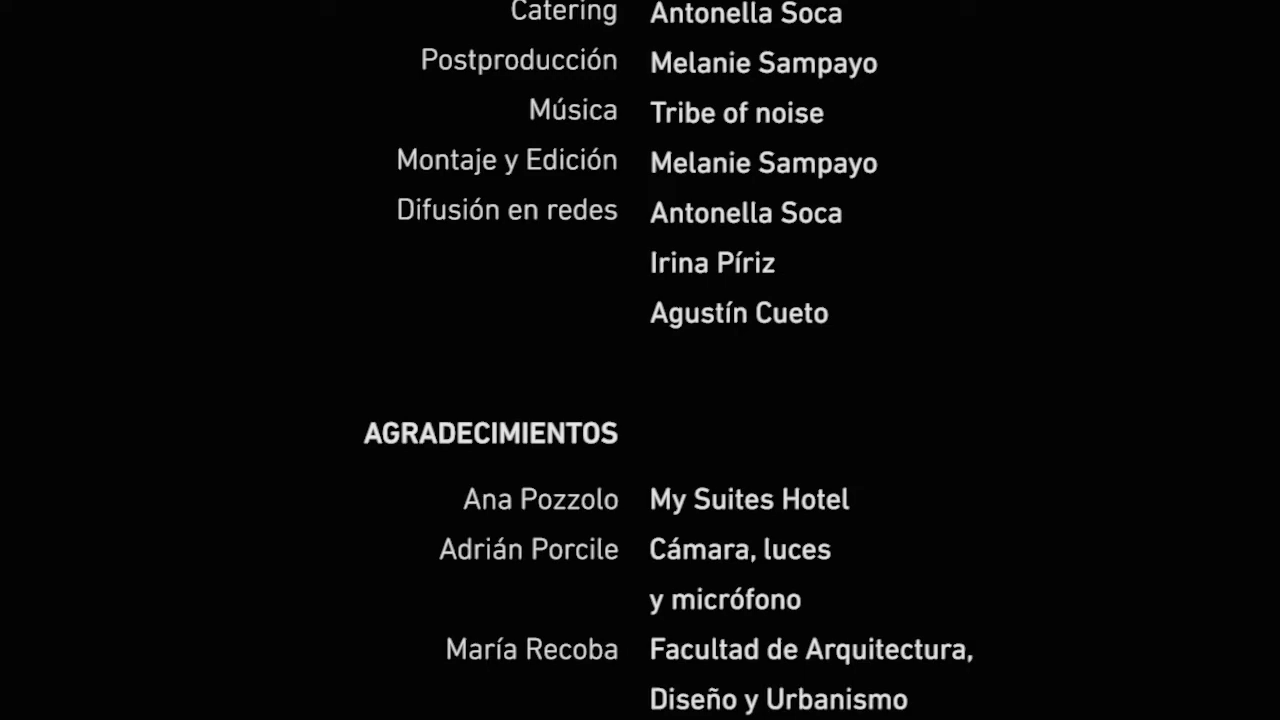 Catering Antonella Soca
Postproducción Melanie Sampayo
Música Tribe of noise
Montaje y Edición Melanie Sampayo
Difusión en redes Antonella Soca
Irina Píriz
Agustín Cueto
AGRADECIMIENTOS
Ana Pozzolo My Suites Hotel
Adrián Porcile Cámara, luces
y micrófono
María Recoba Facultad de Arquitectura,
Diseño y Urbanismo